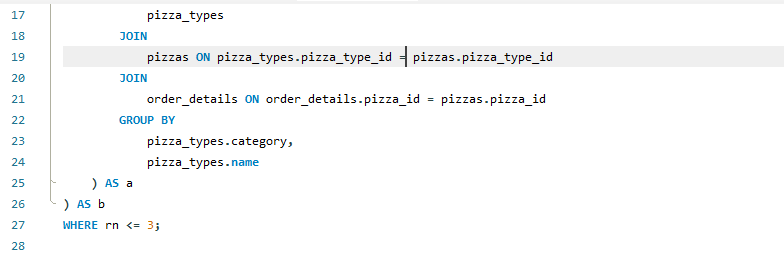 17 pizza_types
18 JOIN
19 pizzas ON pizza_types.pizza_type_id = pizzas.pizza_type_id
20 JOIN
21 order_details ON order_details.pizza_id = pizzas.pizza_id
22 GROUP BY
23 pizza_types.category,
24 pizza_types.name
25 ) AS a
26 ) AS b
27 WHERE rn <= 3;
28